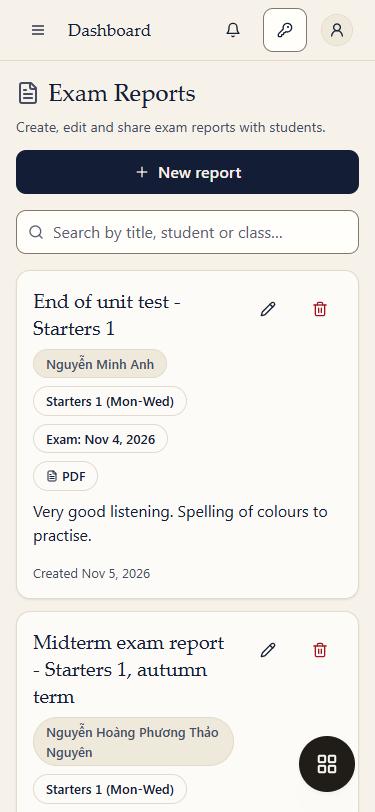 Dashboard
Exam Reports
Create, edit and share exam reports with students.
New report
Search by title, student or class...
End of unit test -
Starters 1
Nguyễn Minh Anh
Starters 1 (Mon-Wed)
Exam: Nov 4, 2026
PDF
Very good listening. Spelling of colours to
practise.
Created Nov 5, 2026
Midterm exam report
- Starters 1, autumn
term
Nguyễn Hoàng Phương Thảo
Nguyên
Starters 1 (Mon-Wed)